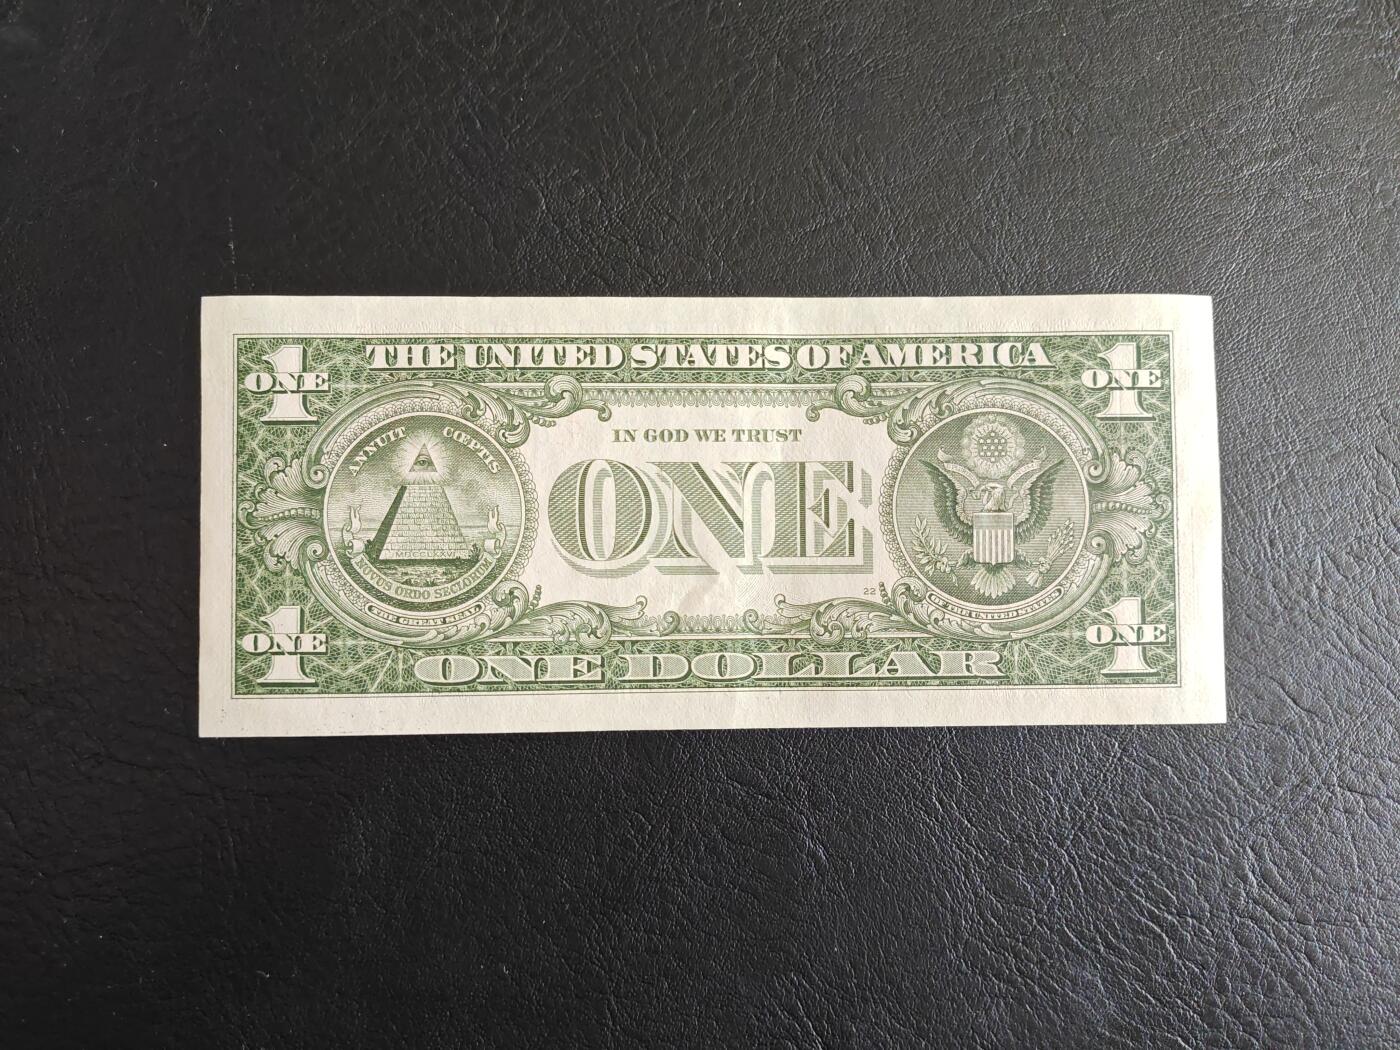 THE UNITED STATES OF AMERICA
1
ONE
1
ONE
ANNUIT CŒPTIS
IN GOD WE TRUST
ONE
MDCCLXXVI
NOVUS ORDO SECLORUM
THE GREAT SEAL
OF THE UNITED STATES
22
1
ONE
1
ONE
ONE DOLLAR